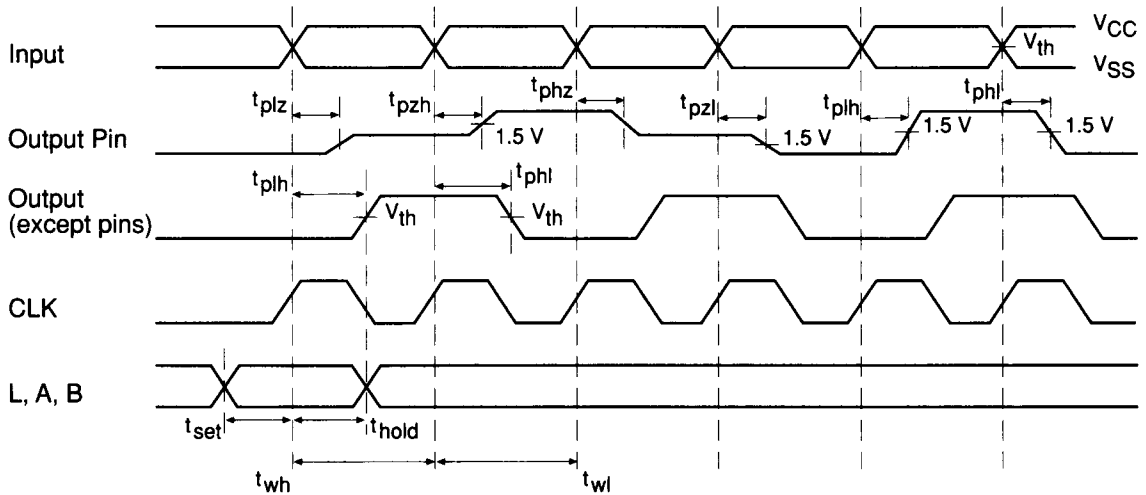 Input
V_CC
V_th
V_SS
t_plz
t_pzh
t_phz
t_pzl
t_plh
t_phl
Output Pin
1.5 V
1.5 V
1.5 V
1.5 V
t_plh
t_phl
Output
(except pins)
V_th
V_th
CLK
L, A, B
t_set
t_hold
t_wh
t_wl